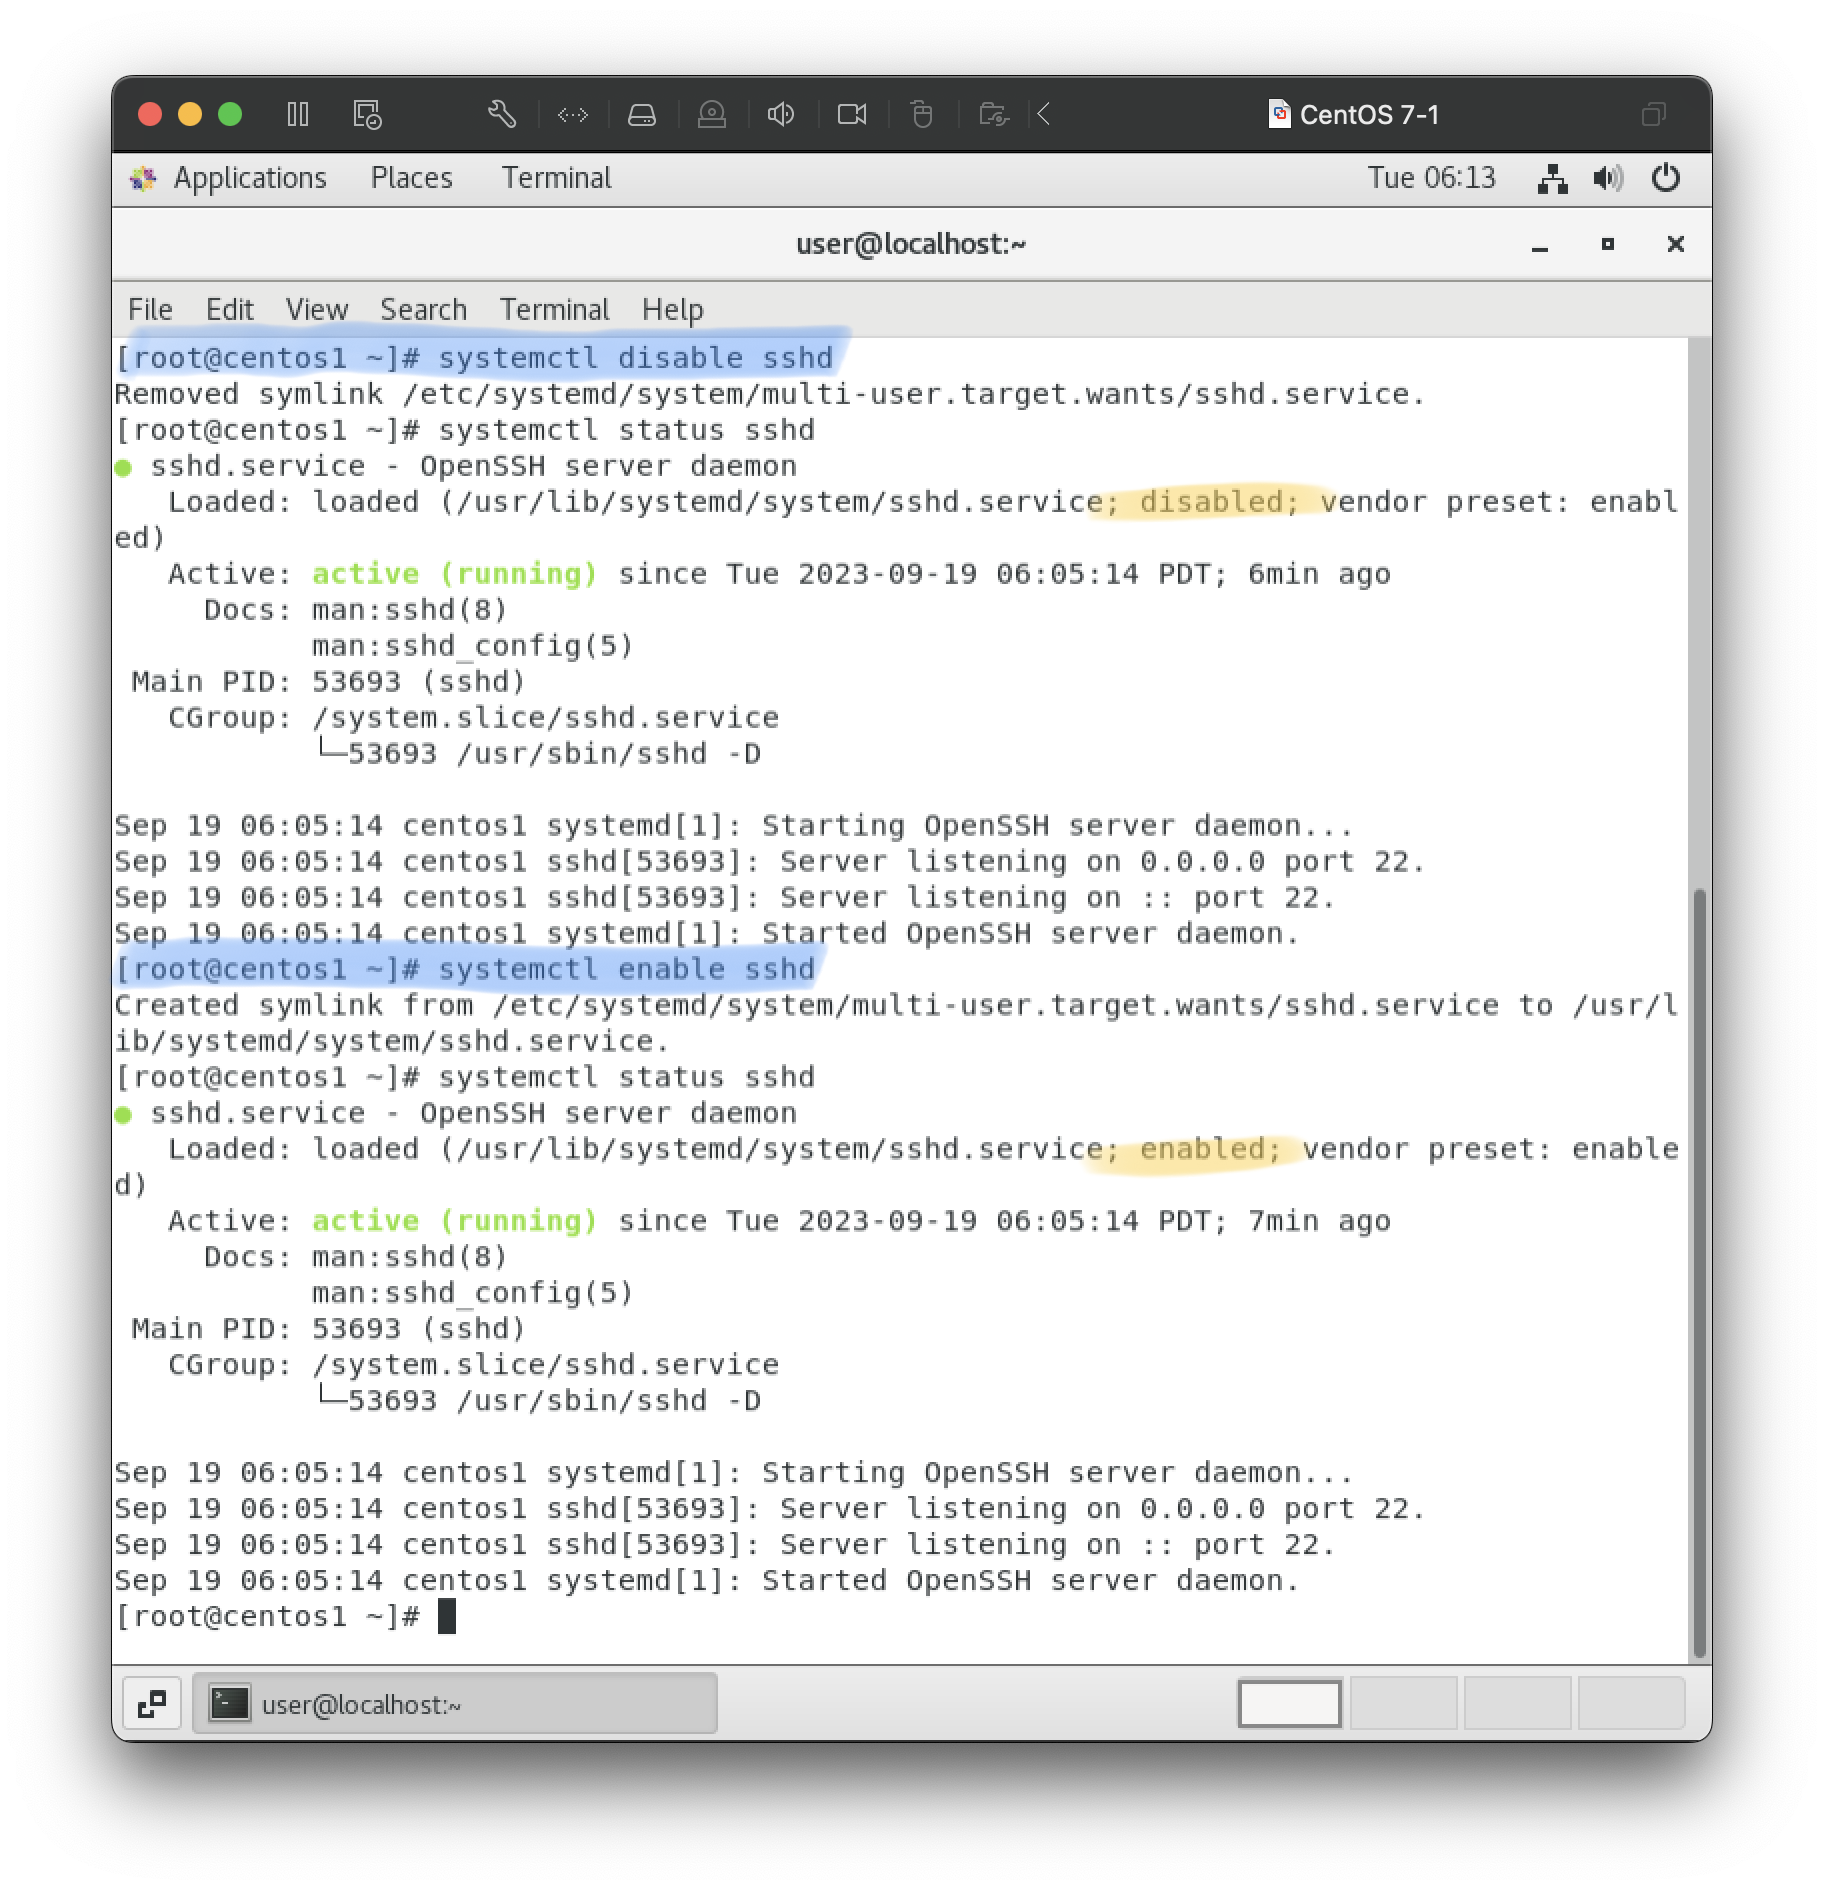 CentOS 7-1
Applications Places Terminal Tue 06:13
user@localhost:~
File Edit View Search Terminal Help
[root@centos1 ~]# systemctl disable sshd
Removed symlink /etc/systemd/system/multi-user.target.wants/sshd.service.
[root@centos1 ~]# systemctl status sshd
● sshd.service - OpenSSH server daemon
   Loaded: loaded (/usr/lib/systemd/system/sshd.service; disabled; vendor preset: enabl
ed)
   Active: active (running) since Tue 2023-09-19 06:05:14 PDT; 6min ago
     Docs: man:sshd(8)
           man:sshd_config(5)
 Main PID: 53693 (sshd)
   CGroup: /system.slice/sshd.service
           └─53693 /usr/sbin/sshd -D

Sep 19 06:05:14 centos1 systemd[1]: Starting OpenSSH server daemon...
Sep 19 06:05:14 centos1 sshd[53693]: Server listening on 0.0.0.0 port 22.
Sep 19 06:05:14 centos1 sshd[53693]: Server listening on :: port 22.
Sep 19 06:05:14 centos1 systemd[1]: Started OpenSSH server daemon.
[root@centos1 ~]# systemctl enable sshd
Created symlink from /etc/systemd/system/multi-user.target.wants/sshd.service to /usr/l
ib/systemd/system/sshd.service.
[root@centos1 ~]# systemctl status sshd
● sshd.service - OpenSSH server daemon
   Loaded: loaded (/usr/lib/systemd/system/sshd.service; enabled; vendor preset: enable
d)
   Active: active (running) since Tue 2023-09-19 06:05:14 PDT; 7min ago
     Docs: man:sshd(8)
           man:sshd_config(5)
 Main PID: 53693 (sshd)
   CGroup: /system.slice/sshd.service
           └─53693 /usr/sbin/sshd -D

Sep 19 06:05:14 centos1 systemd[1]: Starting OpenSSH server daemon...
Sep 19 06:05:14 centos1 sshd[53693]: Server listening on 0.0.0.0 port 22.
Sep 19 06:05:14 centos1 sshd[53693]: Server listening on :: port 22.
Sep 19 06:05:14 centos1 systemd[1]: Started OpenSSH server daemon.
[root@centos1 ~]#
user@localhost:~